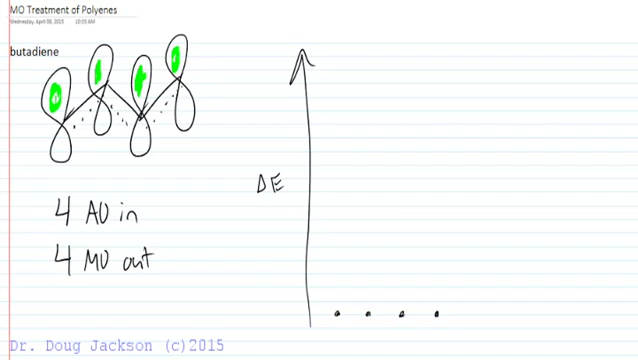 MO Treatment of Polyenes
Wednesday, April 08, 2015 10:55 AM
butadiene
ΔE
4 AO in
4 MO out
Dr. Doug Jackson (c)2015